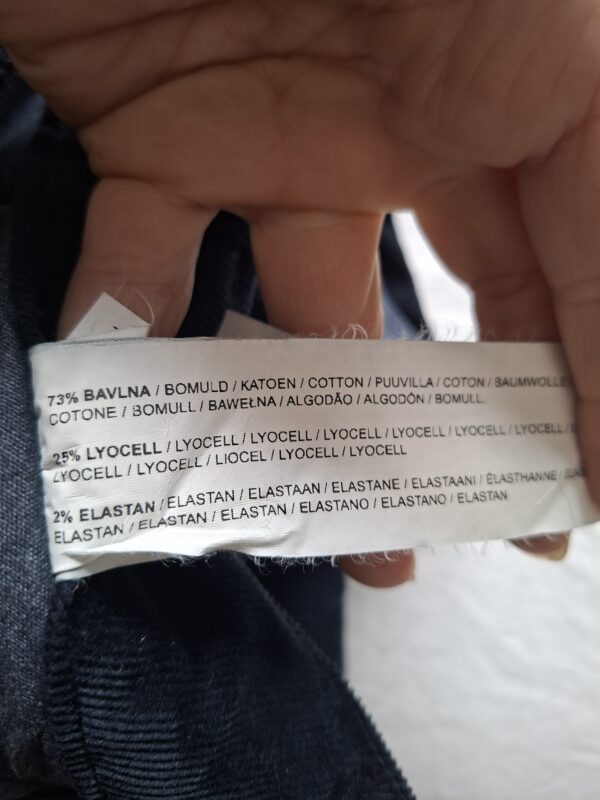 73% BAVLNA / BOMULD / KATOEN / COTTON / PUUVILLA / COTON / BAUMWOLLE
COTONE / BOMULL / BAWEŁNA / ALGODÃO / ALGODÓN / BOMULL.
25% LYOCELL / LYOCELL / LYOCELL / LYOCELL / LYOCELL / LYOCELL / LYOCELL /
LYOCELL / LYOCELL / LIOCEL / LYOCELL / LYOCELL
2% ELASTAN / ELASTAN / ELASTAAN / ELASTANE / ELASTAANI / ÉLASTHANNE /
ELASTAN / ELASTAN / ELASTAN / ELASTANO / ELASTANO / ELASTAN